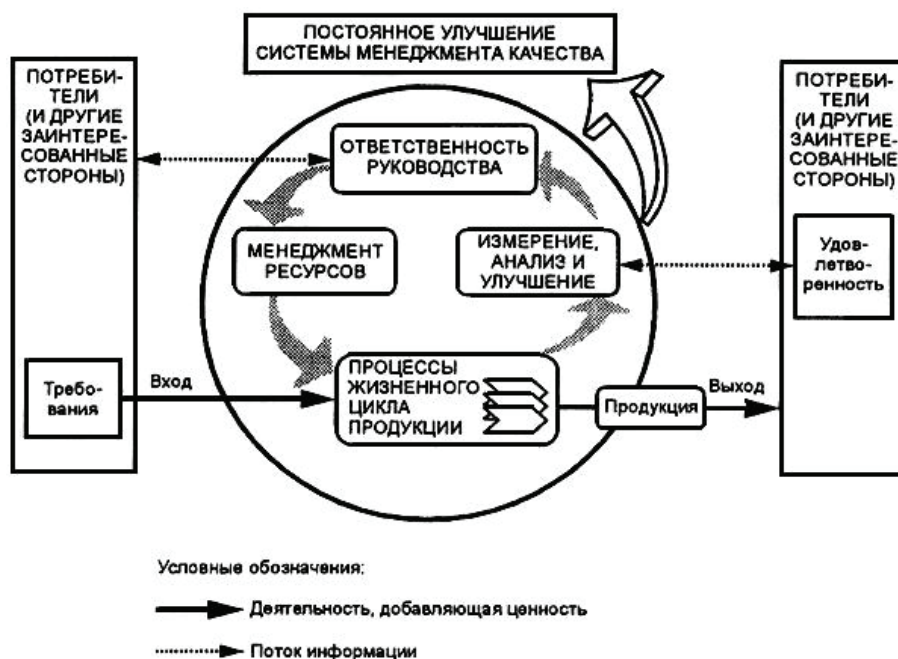 ПОСТОЯННОЕ УЛУЧШЕНИЕ
СИСТЕМЫ МЕНЕДЖМЕНТА КАЧЕСТВА
ПОТРЕБИ-
ТЕЛИ
(И ДРУГИЕ
ЗАИНТЕРЕ-
СОВАННЫЕ
СТОРОНЫ)
ПОТРЕБИ-
ТЕЛИ
(И ДРУГИЕ
ЗАИНТЕРЕ-
СОВАННЫЕ
СТОРОНЫ)
ОТВЕТСТВЕННОСТЬ
РУКОВОДСТВА
МЕНЕДЖМЕНТ
РЕСУРСОВ
ИЗМЕРЕНИЕ,
АНАЛИЗ И
УЛУЧШЕНИЕ
Удов-
летво-
ренность
Требо-
вания
Вход
ПРОЦЕССЫ
ЖИЗНЕННОГО
ЦИКЛА
ПРОДУКЦИИ
Продукция
Выход
Условные обозначения:
Деятельность, добавляющая ценность
Поток информации